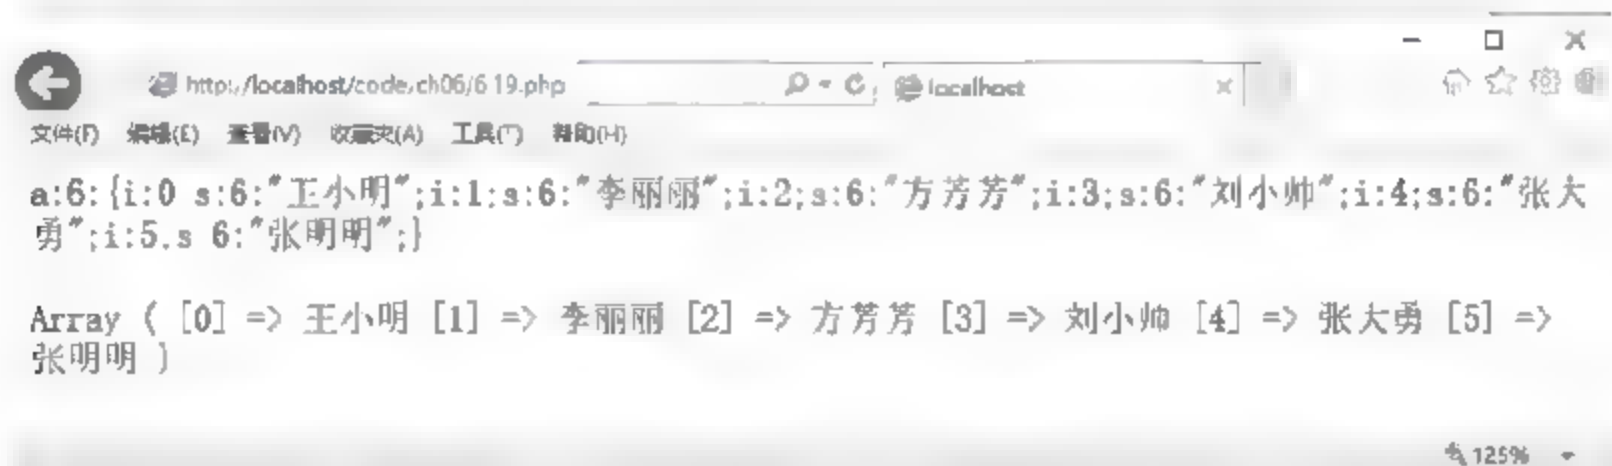 http://localhost/code/ch06/6 19.php localhost
文件(F) 编辑(E) 查看(V) 收藏夹(A) 工具(T) 帮助(H)
a:6:{i:0 s:6:"王小明";i:1;s:6:"李丽丽";i:2;s:6:"方芳芳";i:3;s:6:"刘小帅";i:4;s:6:"张大
勇";i:5.s 6:"张明明";}
Array ( [0] => 王小明 [1] => 李丽丽 [2] => 方芳芳 [3] => 刘小帅 [4] => 张大勇 [5] =>
张明明 )
125%